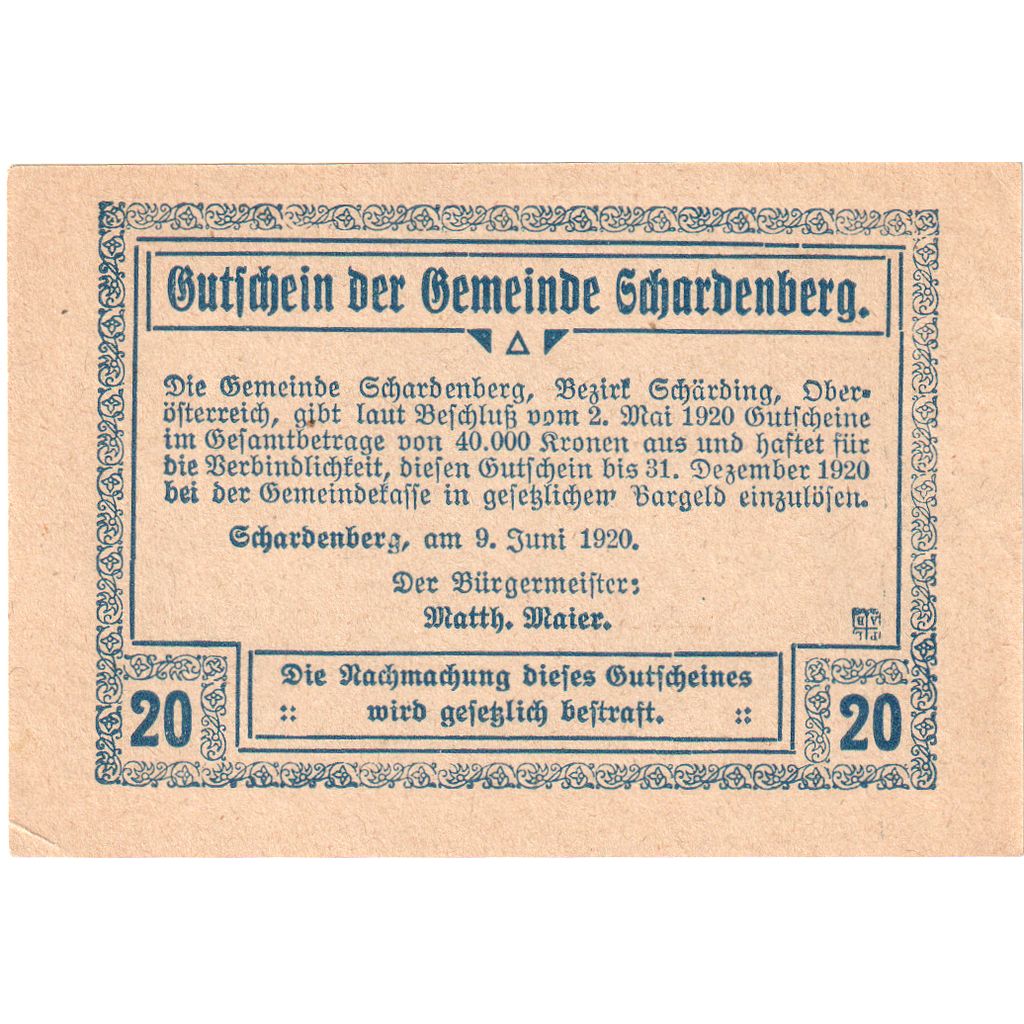 Gutschein der Gemeinde Schardenberg.
Die Gemeinde Schardenberg, Bezirk Schärding, Ober-
österreich, gibt laut Beschluß vom 2. Mai 1920 Gutscheine
im Gesamtbetrage von 40.000 Kronen aus und haftet für
die Verbindlichkeit, diesen Gutschein bis 31. Dezember 1920
bei der Gemeindekasse in gesetzlichem Bargeld einzulösen.
Schardenberg, am 9. Juni 1920.
Der Bürgermeister:
Matth. Maier.
Die Nachmachung dieses Gutscheines
:: wird gesetzlich bestraft. ::
20 20